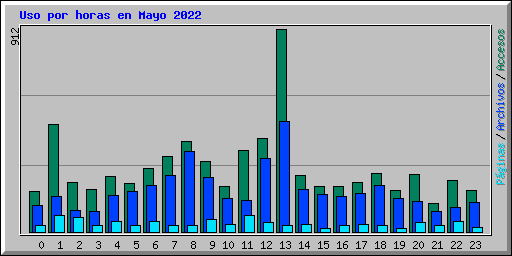 Uso por horas en Mayo 2022
912
Páginas / Archivos / Accesos
0 1 2 3 4 5 6 7 8 9 10 11 12 13 14 15 16 17 18 19 20 21 22 23